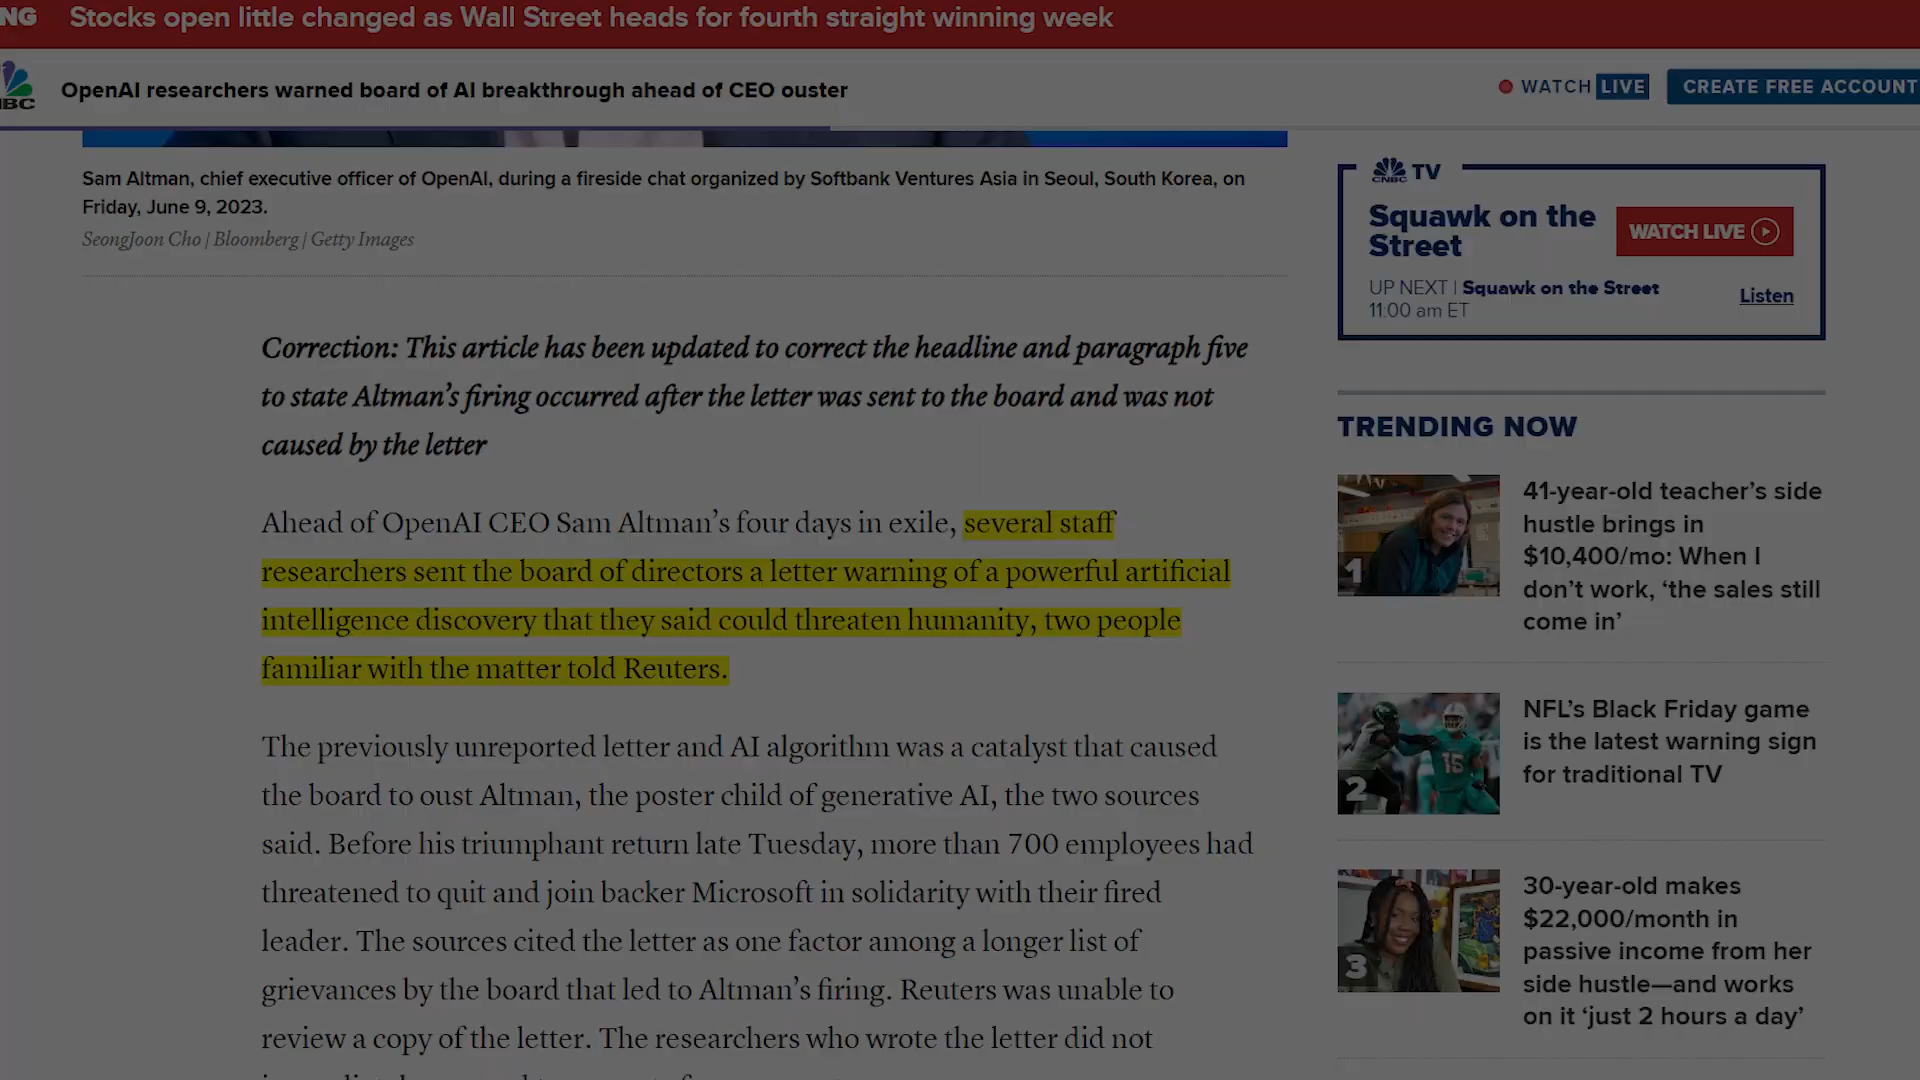 NG Stocks open little changed as Wall Street heads for fourth straight winning week
NBC OpenAI researchers warned board of AI breakthrough ahead of CEO ouster
WATCH LIVE
CREATE FREE ACCOUNT
Sam Altman, chief executive officer of OpenAI, during a fireside chat organized by Softbank Ventures Asia in Seoul, South Korea, on
Friday, June 9, 2023.
SeongJoon Cho | Bloomberg | Getty Images
Correction: This article has been updated to correct the headline and paragraph five
to state Altman’s firing occurred after the letter was sent to the board and was not
caused by the letter
Ahead of OpenAI CEO Sam Altman’s four days in exile, several staff
researchers sent the board of directors a letter warning of a powerful artificial
intelligence discovery that they said could threaten humanity, two people
familiar with the matter told Reuters.
The previously unreported letter and AI algorithm was a catalyst that caused
the board to oust Altman, the poster child of generative AI, the two sources
said. Before his triumphant return late Tuesday, more than 700 employees had
threatened to quit and join backer Microsoft in solidarity with their fired
leader. The sources cited the letter as one factor among a longer list of
grievances by the board that led to Altman’s firing. Reuters was unable to
review a copy of the letter. The researchers who wrote the letter did not
CNBC TV
Squawk on the
Street
WATCH LIVE
UP NEXT | Squawk on the Street
11:00 am ET
Listen
TRENDING NOW
1
41-year-old teacher’s side
hustle brings in
$10,400/mo: When I
don’t work, ‘the sales still
come in’
2
15
NFL’s Black Friday game
is the latest warning sign
for traditional TV
3
30-year-old makes
$22,000/month in
passive income from her
side hustle—and works
on it ‘just 2 hours a day’